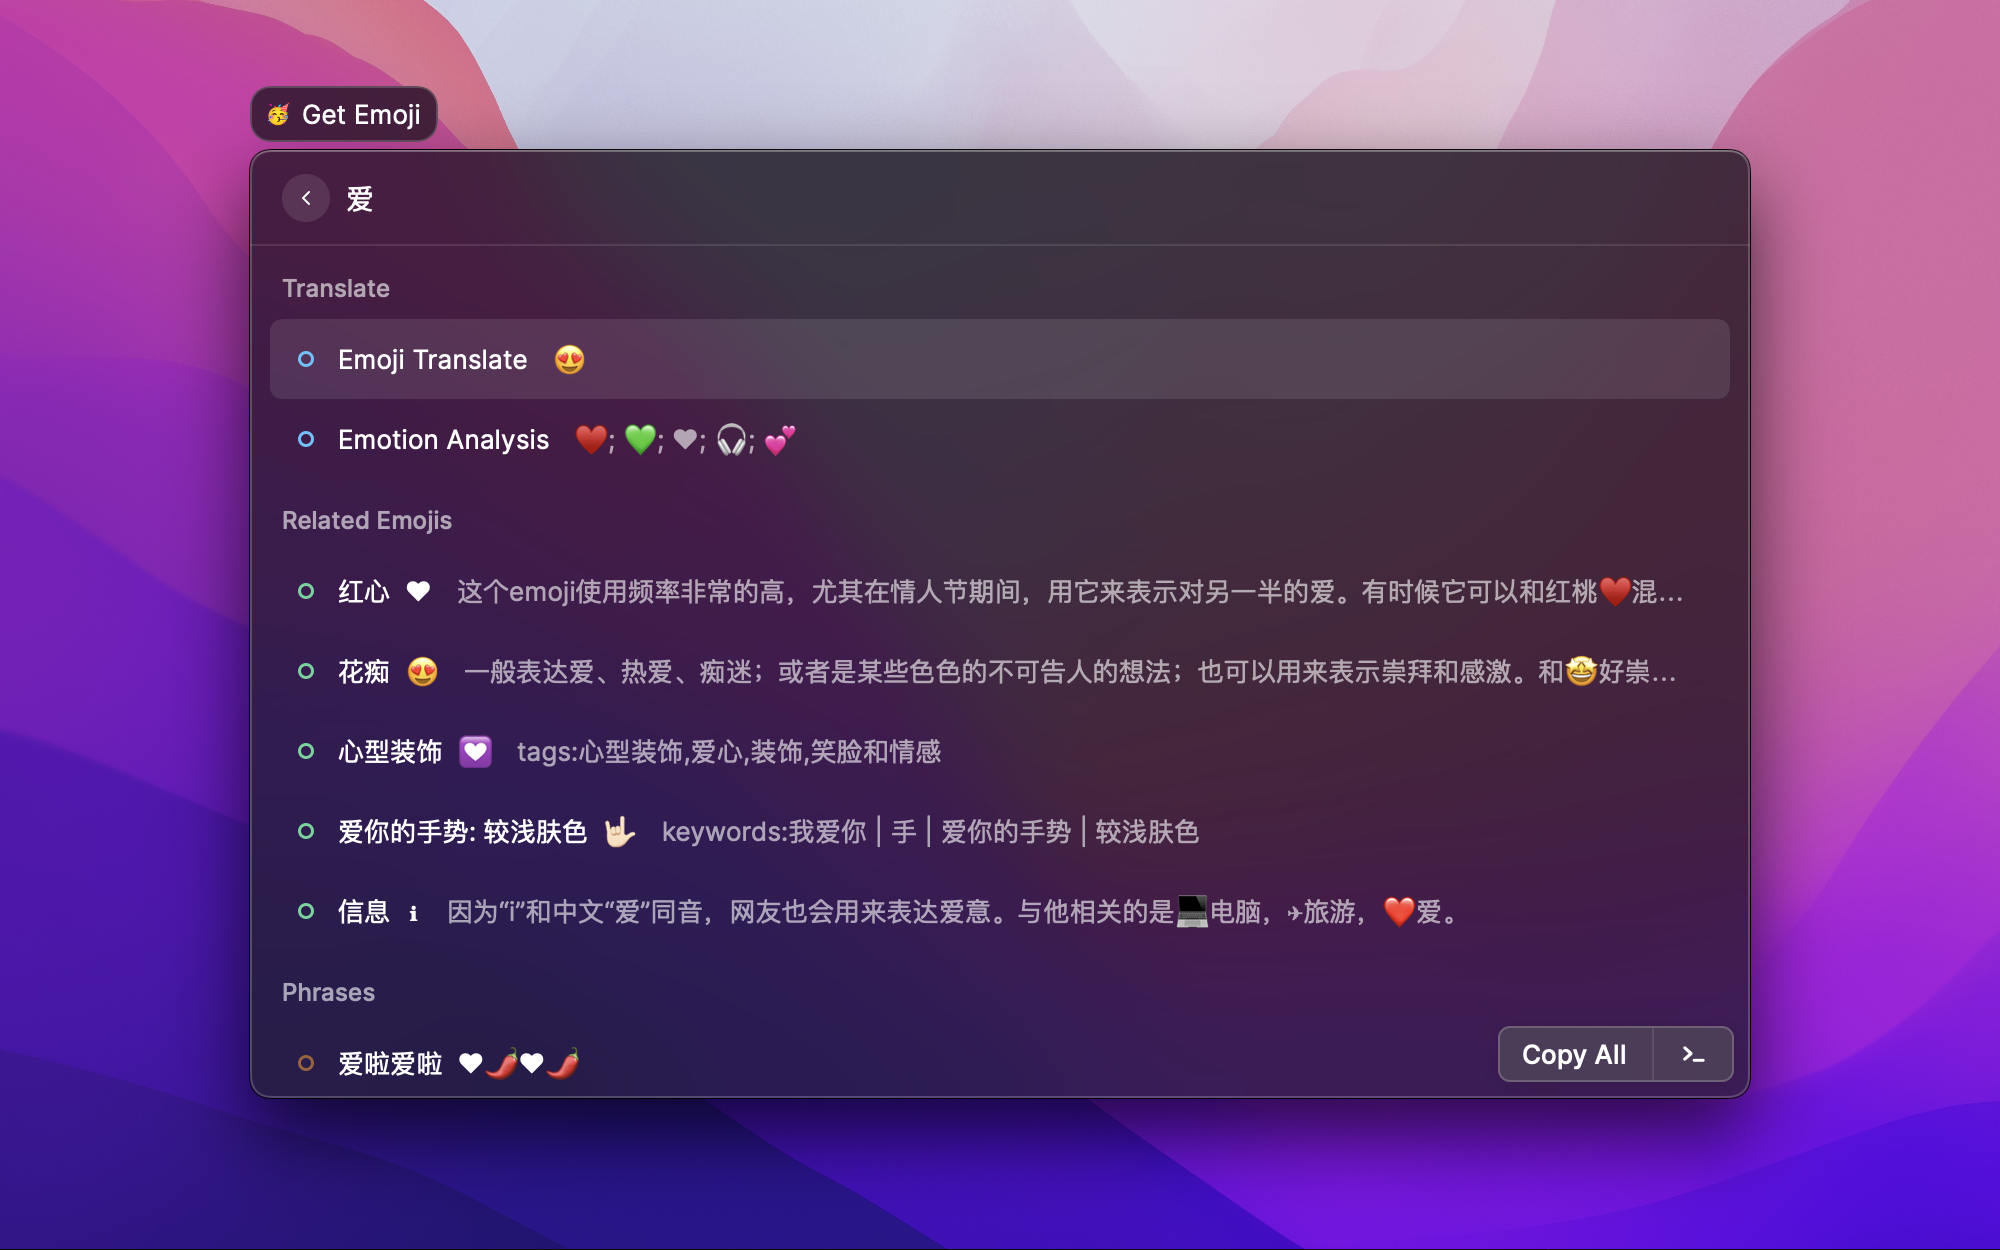 🥳 Get Emoji
爱
Translate
Emoji Translate 😍
Emotion Analysis ❤️; 💚; ♥; 🎧; 💕
Related Emojis
红心 ♥ 这个emoji使用频率非常的高，尤其在情人节期间，用它来表示对另一半的爱。有时候它可以和红桃♥️混...
花痴 😍 一般表达爱、热爱、痴迷；或者是某些色色的不可告人的想法；也可以用来表示崇拜和感激。和🤩好崇...
心型装饰 💟 tags:心型装饰,爱心,装饰,笑脸和情感
爱你的手势: 较浅肤色 🤟🏻 keywords:我爱你 | 手 | 爱你的手势 | 较浅肤色
信息 ℹ 因为“i”和中文“爱”同音，网友也会用来表达爱意。与他相关的是💻电脑，✈旅游，❤️爱。
Phrases
爱啦爱啦 ♥🌶️♥🌶️
Copy All >_